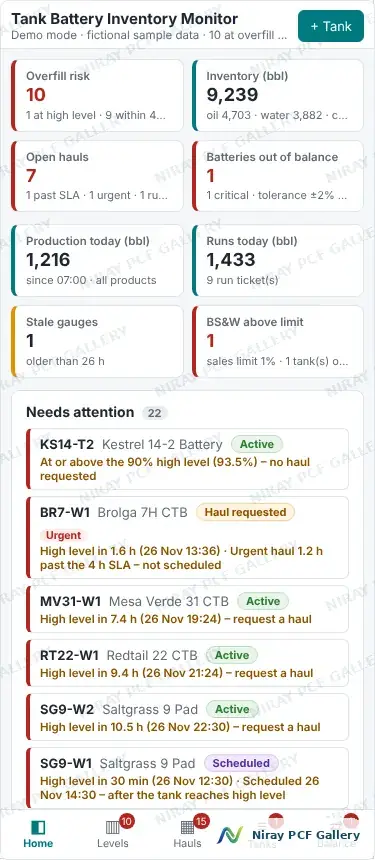 Tank Battery Inventory Monitor
Demo mode · fictional sample data · 10 at overfill ...
+ Tank
Overfill risk
10
1 at high level · 9 within 4...
Inventory (bbl)
9,239
oil 4,703 · water 3,882 · c...
Open hauls
7
1 past SLA · 1 urgent · 1 ru...
Batteries out of balance
1
1 critical · tolerance ±2% ...
Production today (bbl)
1,216
since 07:00 · all products
Runs today (bbl)
1,433
9 run ticket(s)
Stale gauges
1
older than 26 h
BS&W above limit
1
sales limit 1% · 1 tank(s) o...
Needs attention 22
KS14-T2 Kestrel 14-2 Battery Active
At or above the 90% high level (93.5%) – no haul
requested
BR7-W1 Brolga 7H CTB Haul requested
Urgent
High level in 1.6 h (26 Nov 13:36) · Urgent haul 1.2 h
past the 4 h SLA – not scheduled
MV31-W1 Mesa Verde 31 CTB Active
High level in 7.4 h (26 Nov 19:24) – request a haul
RT22-W1 Redtail 22 CTB Active
High level in 9.4 h (26 Nov 21:24) – request a haul
SG9-W2 Saltgrass 9 Pad Active
High level in 10.5 h (26 Nov 22:30) – request a haul
SG9-W1 Saltgrass 9 Pad Scheduled
High level in 30 min (26 Nov 12:30) · Scheduled 26
Nov 14:30 – after the tank reaches high level
Home
Levels 10
Hauls 15
Tanks
Balance
Niray PCF Gallery
NIRAY PCF GALLERY